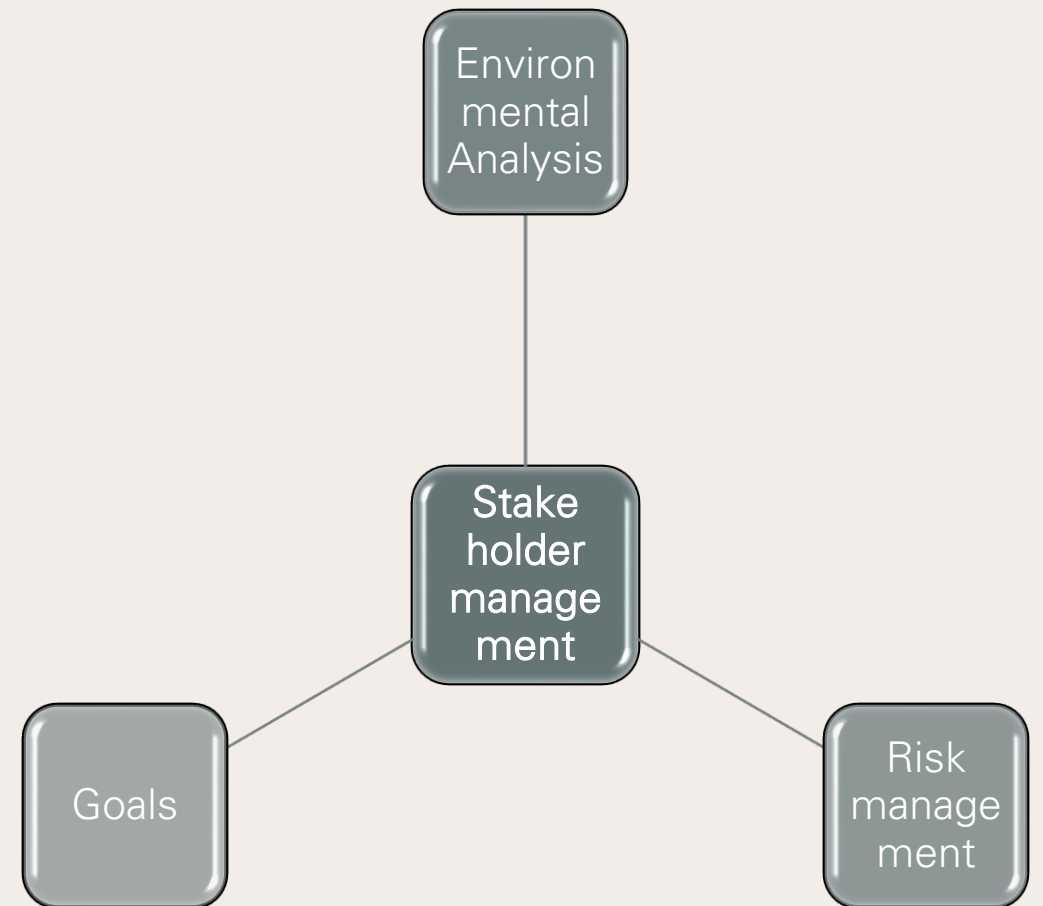 Environ
mental
Analysis
Stake
holder
manage
ment
Goals
Risk
manage
ment